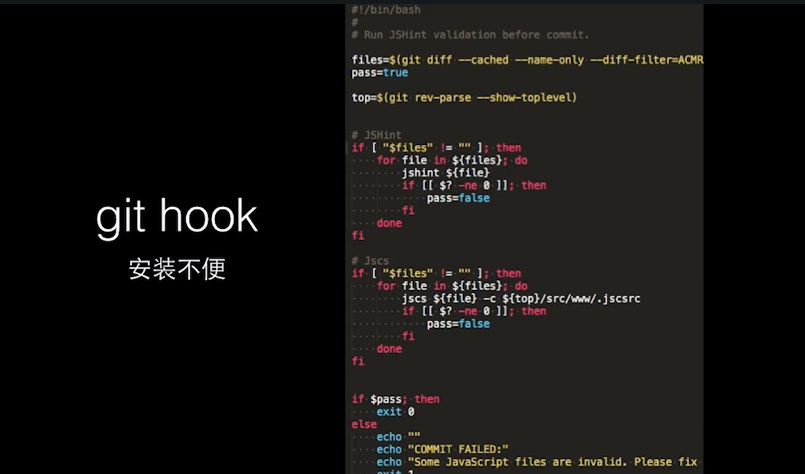 git hook
安装不便
#!/bin/bash
#
# Run JSHint validation before commit.
files=$(git diff --cached --name-only --diff-filter=ACMR
pass=true
top=$(git rev-parse --show-toplevel)
# JSHint
if [ "$files" != "" ]; then
for file in ${files}; do
jshint ${file}
if [[ $? -ne 0 ]]; then
pass=false
fi
done
fi
# Jscs
if [ "$files" != "" ]; then
for file in ${files}; do
jscs ${file} -c ${top}/src/www/.jscsrc
if [[ $? -ne 0 ]]; then
pass=false
fi
done
fi
if $pass; then
exit 0
else
echo ""
echo "COMMIT FAILED:"
echo "Some JavaScript files are invalid. Please fix
exit 1